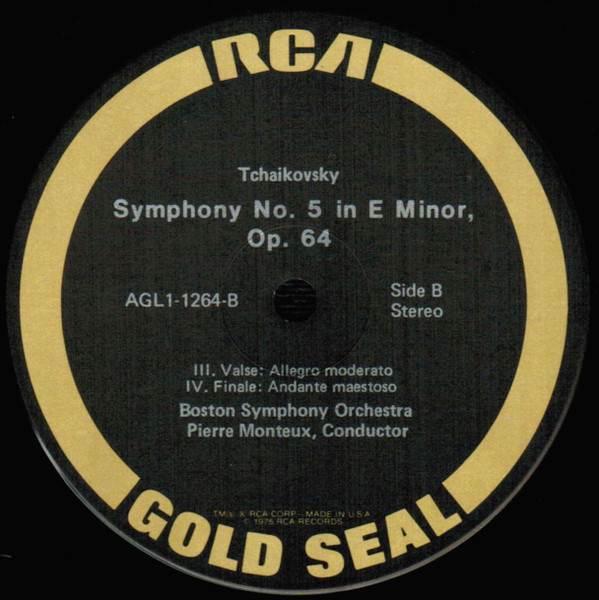 RCA
Tchaikovsky
Symphony No. 5 in E Minor,
Op. 64
AGL1-1264-B
Side B
Stereo
III. Valse: Allegro moderato
IV. Finale: Andante maestoso
Boston Symphony Orchestra
Pierre Monteux, Conductor
RCA CORP.—MADE IN U.S.A.
© 1975 RCA RECORDS
GOLD SEAL